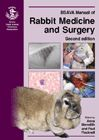 BSAVA Manual of
Rabbit Medicine
and Surgery
Second edition
Edited by
Anna Meredith
and Paul
Flecknell